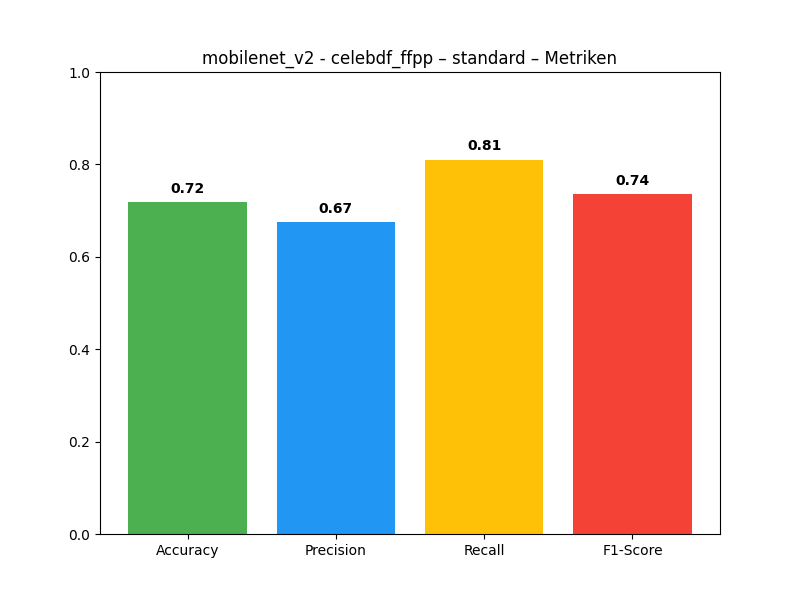 mobilenet_v2 - celebdf_ffpp – standard – Metriken
1.0
0.8
0.6
0.4
0.2
0.0
0.72
0.67
0.81
0.74
Accuracy
Precision
Recall
F1-Score